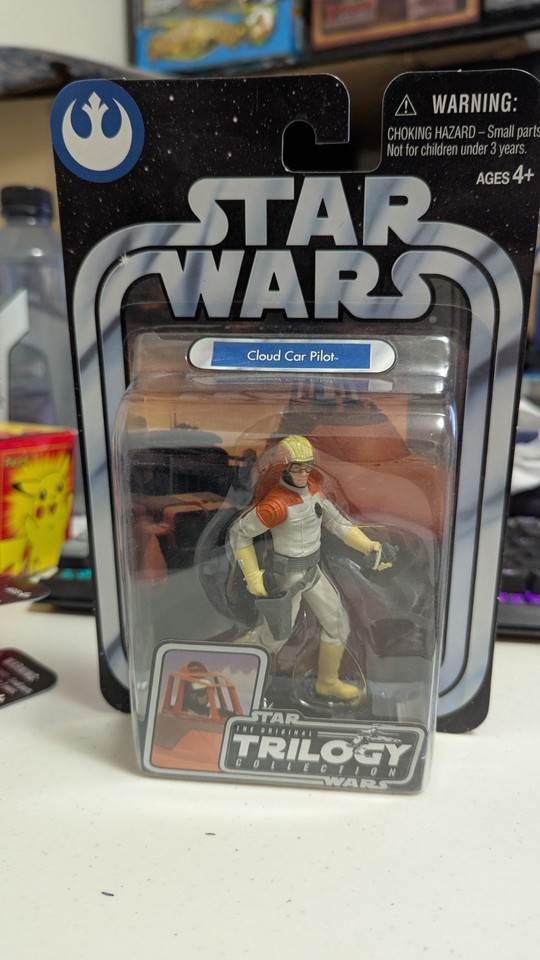 WARNING:
CHOKING HAZARD – Small parts
Not for children under 3 years.
AGES 4+
STAR
WARS
Cloud Car Pilot™
STAR
THE ORIGINAL
TRILOGY
COLLECTION
WARS